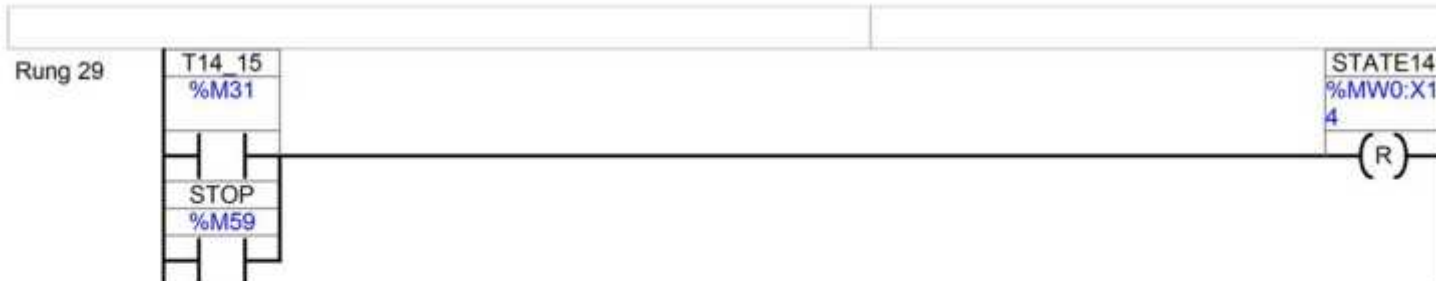 Rung 29
T14_15
%M31
STATE14
%MW0:X1
4
R
STOP
%M59